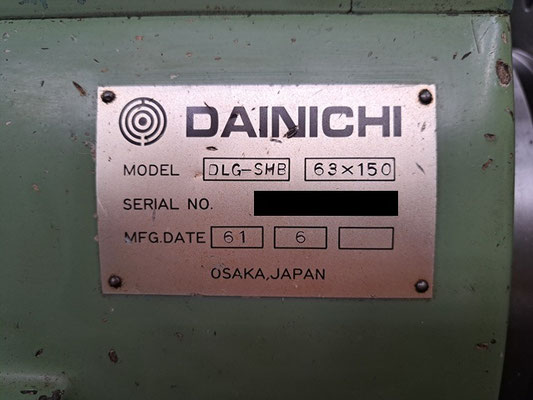 DAINICHI
MODEL DLG-SHB 63×150
SERIAL NO.
MFG.DATE 61 6
OSAKA,JAPAN